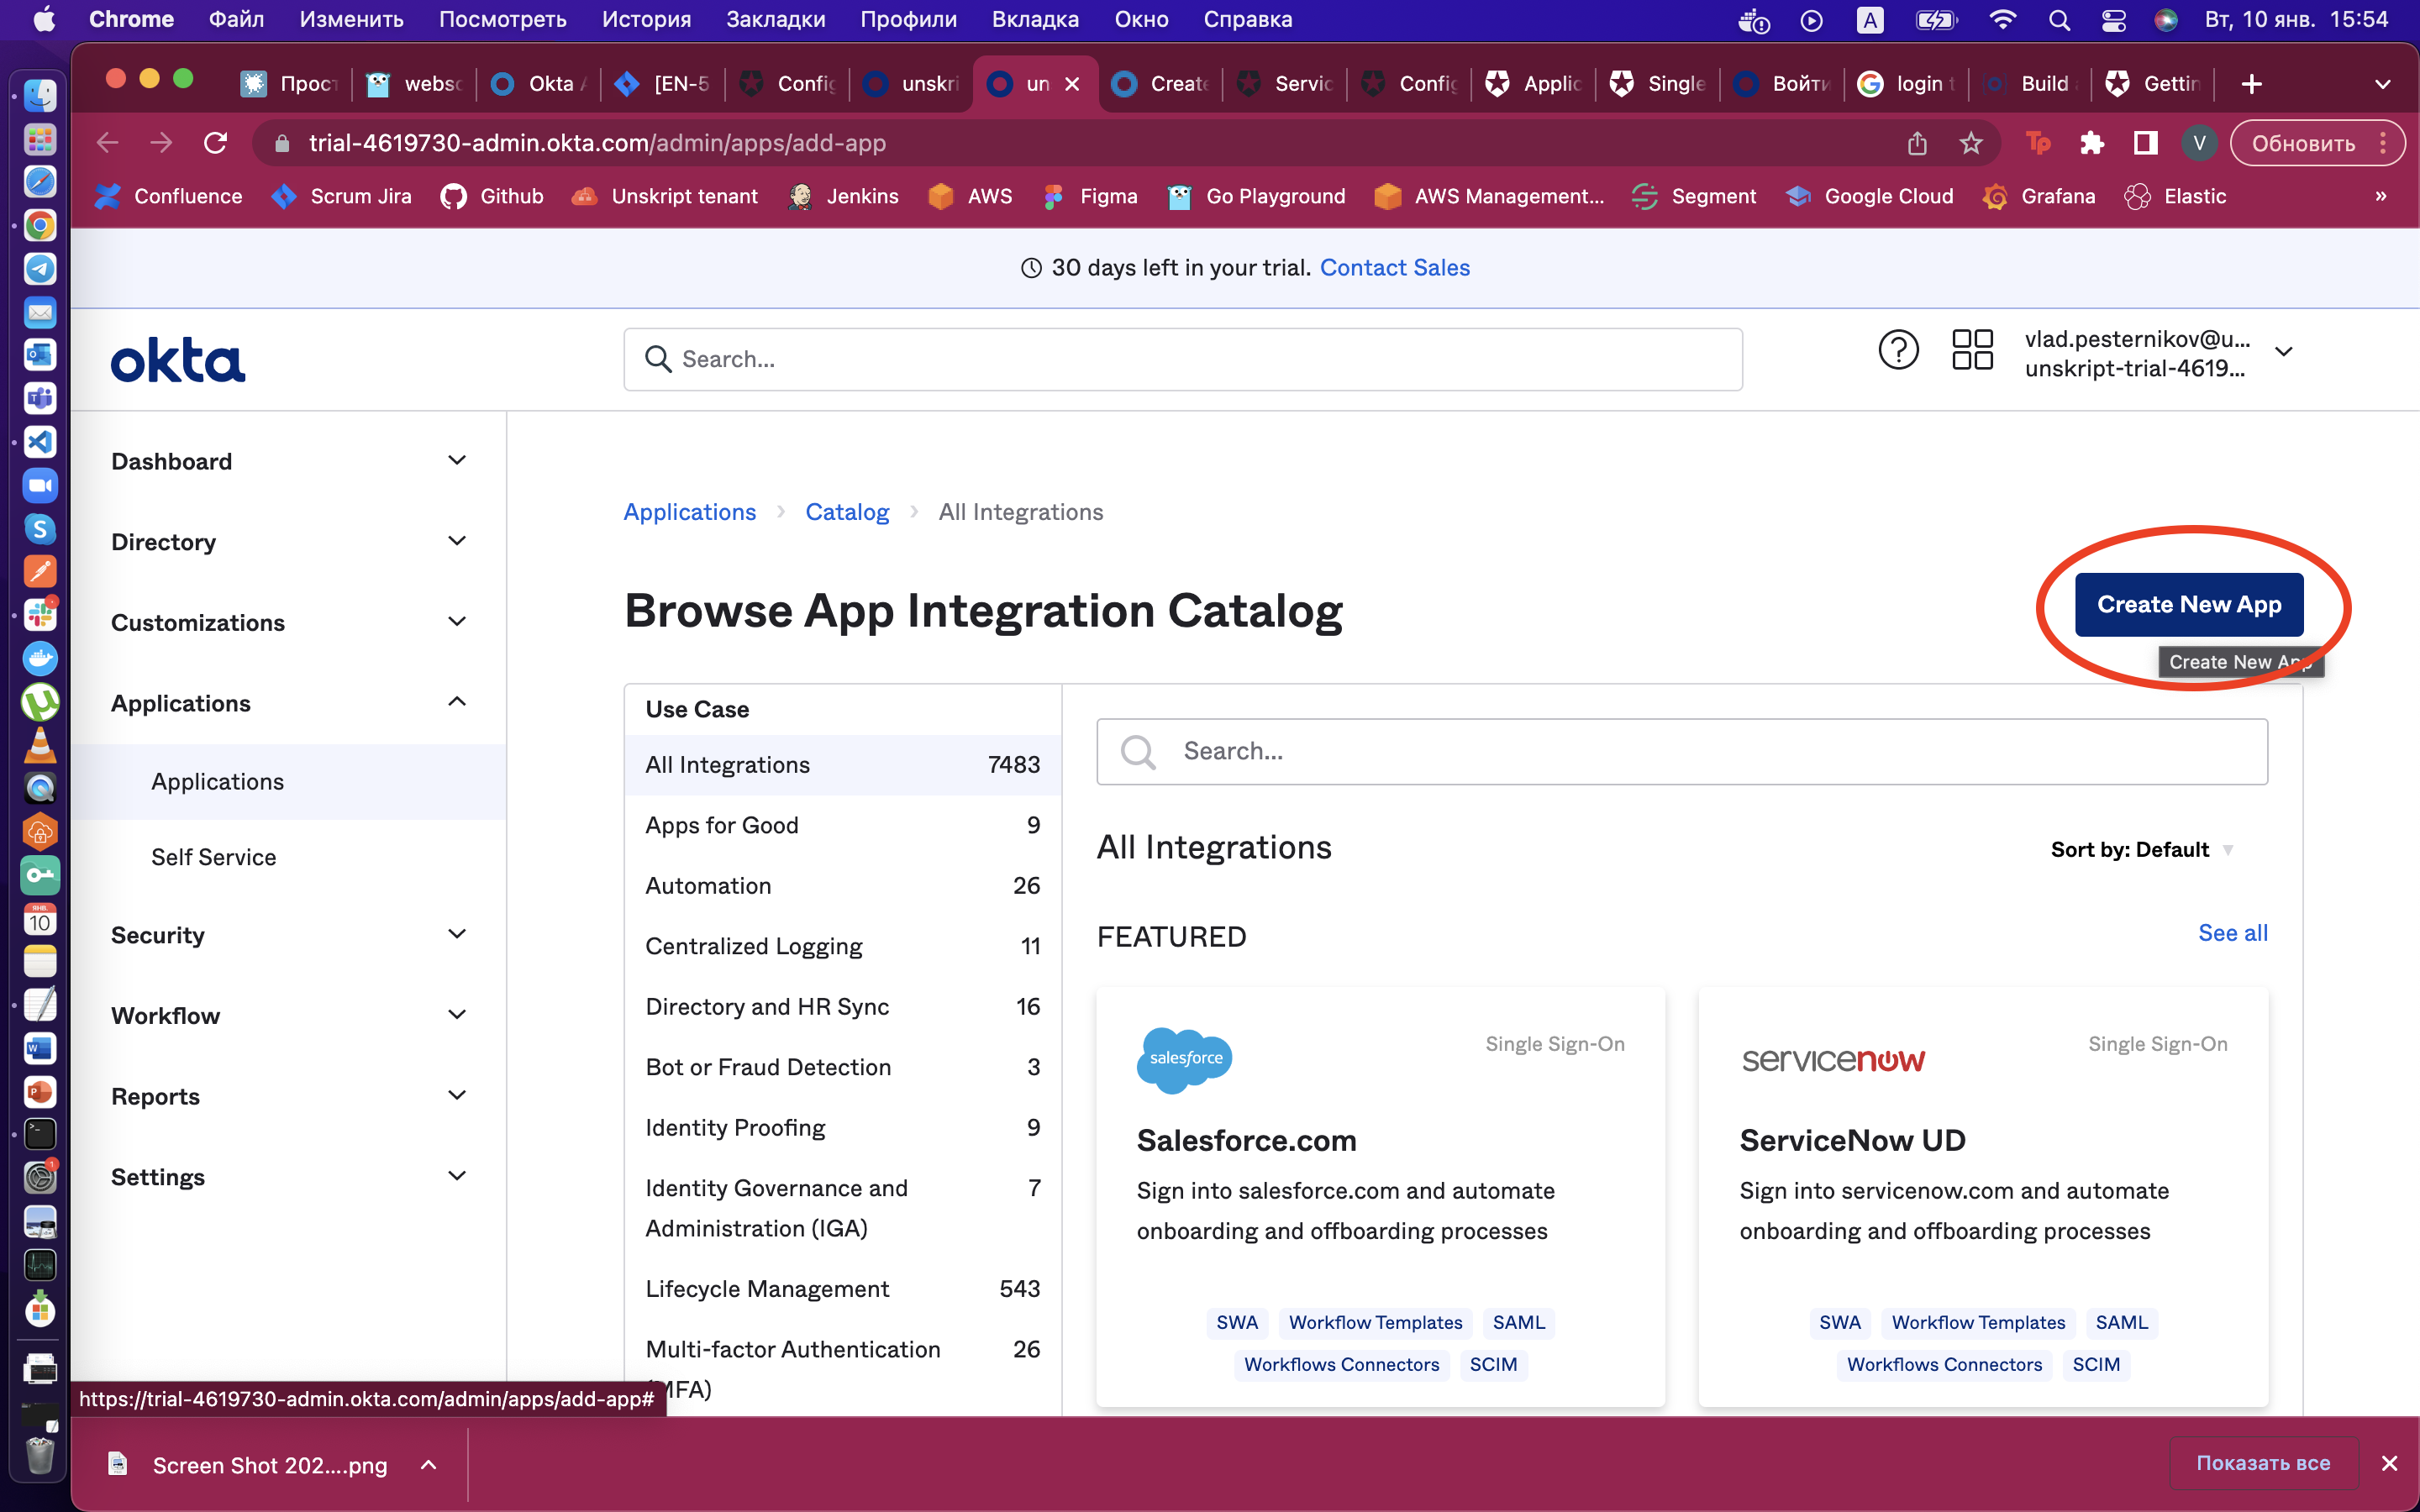 Chrome Файл Изменить Посмотреть История Закладки Профили Вкладка Окно Справка A Вт, 10 янв. 15:54
Прост websc Okta A [EN-5 Config unskri un Create Servic Config Applic Single Войти login t Build a Gettin
trial-4619730-admin.okta.com/admin/apps/add-app Tp V Обновить
Confluence Scrum Jira Github Unskript tenant Jenkins AWS Figma Go Playground AWS Management... Segment Google Cloud Grafana Elastic »
30 days left in your trial. Contact Sales
okta
Search...
vlad.pesternikov@u...
unskript-trial-4619...
Dashboard
Directory
Customizations
Applications
Applications
Self Service
Security
Workflow
Reports
Settings
Applications > Catalog > All Integrations
Browse App Integration Catalog
Create New App
Create New App
Use Case
All Integrations 7483
Apps for Good 9
Automation 26
Centralized Logging 11
Directory and HR Sync 16
Bot or Fraud Detection 3
Identity Proofing 9
Identity Governance and 7
Administration (IGA)
Lifecycle Management 543
Multi-factor Authentication 26
MFA)
Search...
All Integrations
Sort by: Default
FEATURED
See all
salesforce
Single Sign-On
Salesforce.com
Sign into salesforce.com and automate
onboarding and offboarding processes
SWA Workflow Templates SAML
Workflows Connectors SCIM
servicenow
Single Sign-On
ServiceNow UD
Sign into servicenow.com and automate
onboarding and offboarding processes
SWA Workflow Templates SAML
Workflows Connectors SCIM
https://trial-4619730-admin.okta.com/admin/apps/add-app#
Screen Shot 202....png
Показать все
ЯНВ.
10